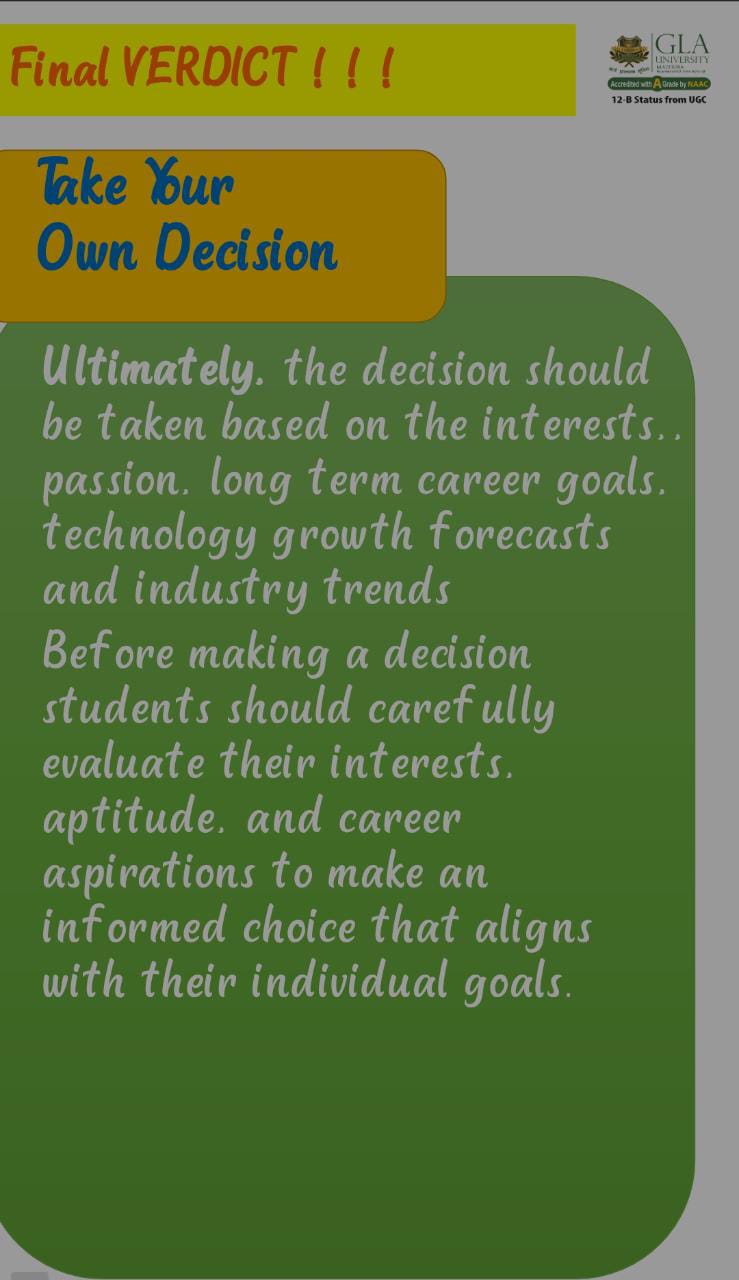 Final VERDICT ! ! !
GLA
UNIVERSITY
MATHURA
Accredited with A Grade by NAAC
12-B Status from UGC
Take Your
Own Decision
Ultimately, the decision should
be taken based on the interests,,
passion, long term career goals,
technology growth forecasts
and industry trends
Before making a decision
students should carefully
evaluate their interests,
aptitude, and career
aspirations to make an
informed choice that aligns
with their individual goals.